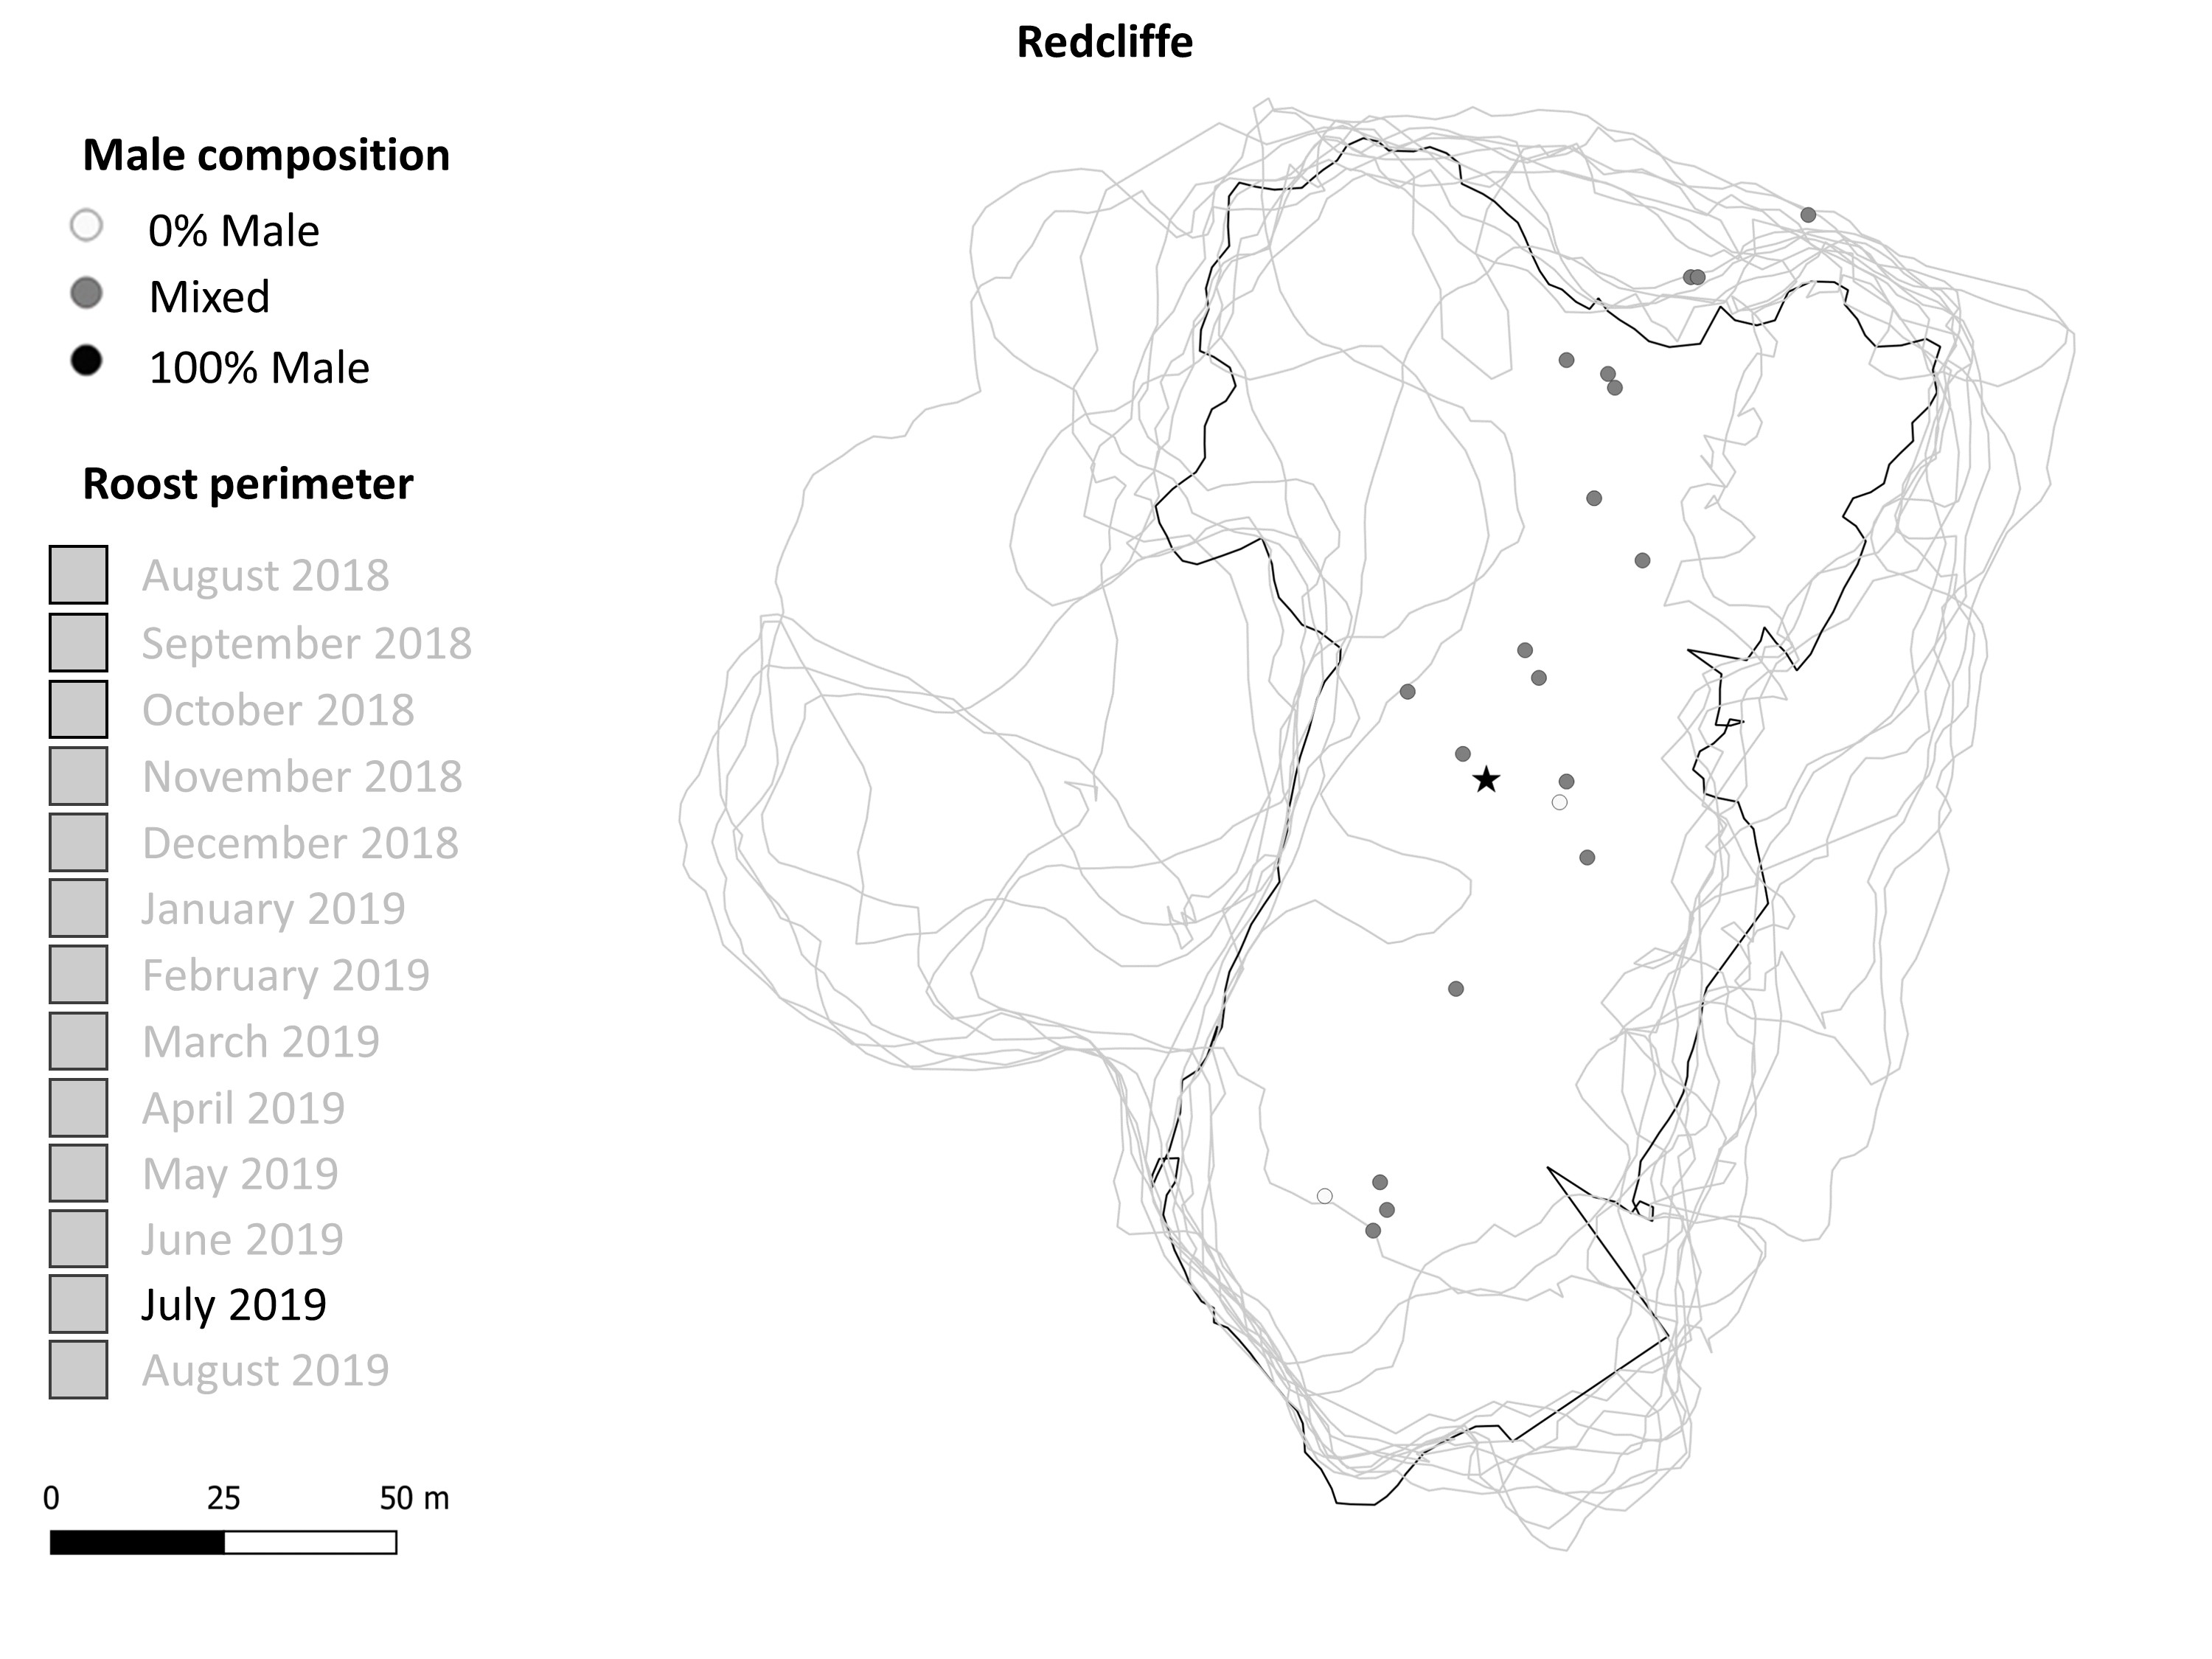 Redcliffe
Male composition
0% Male
Mixed
100% Male
Roost perimeter
August 2018
September 2018
October 2018
November 2018
December 2018
January 2019
February 2019
March 2019
April 2019
May 2019
June 2019
July 2019
August 2019
0 25 50 m